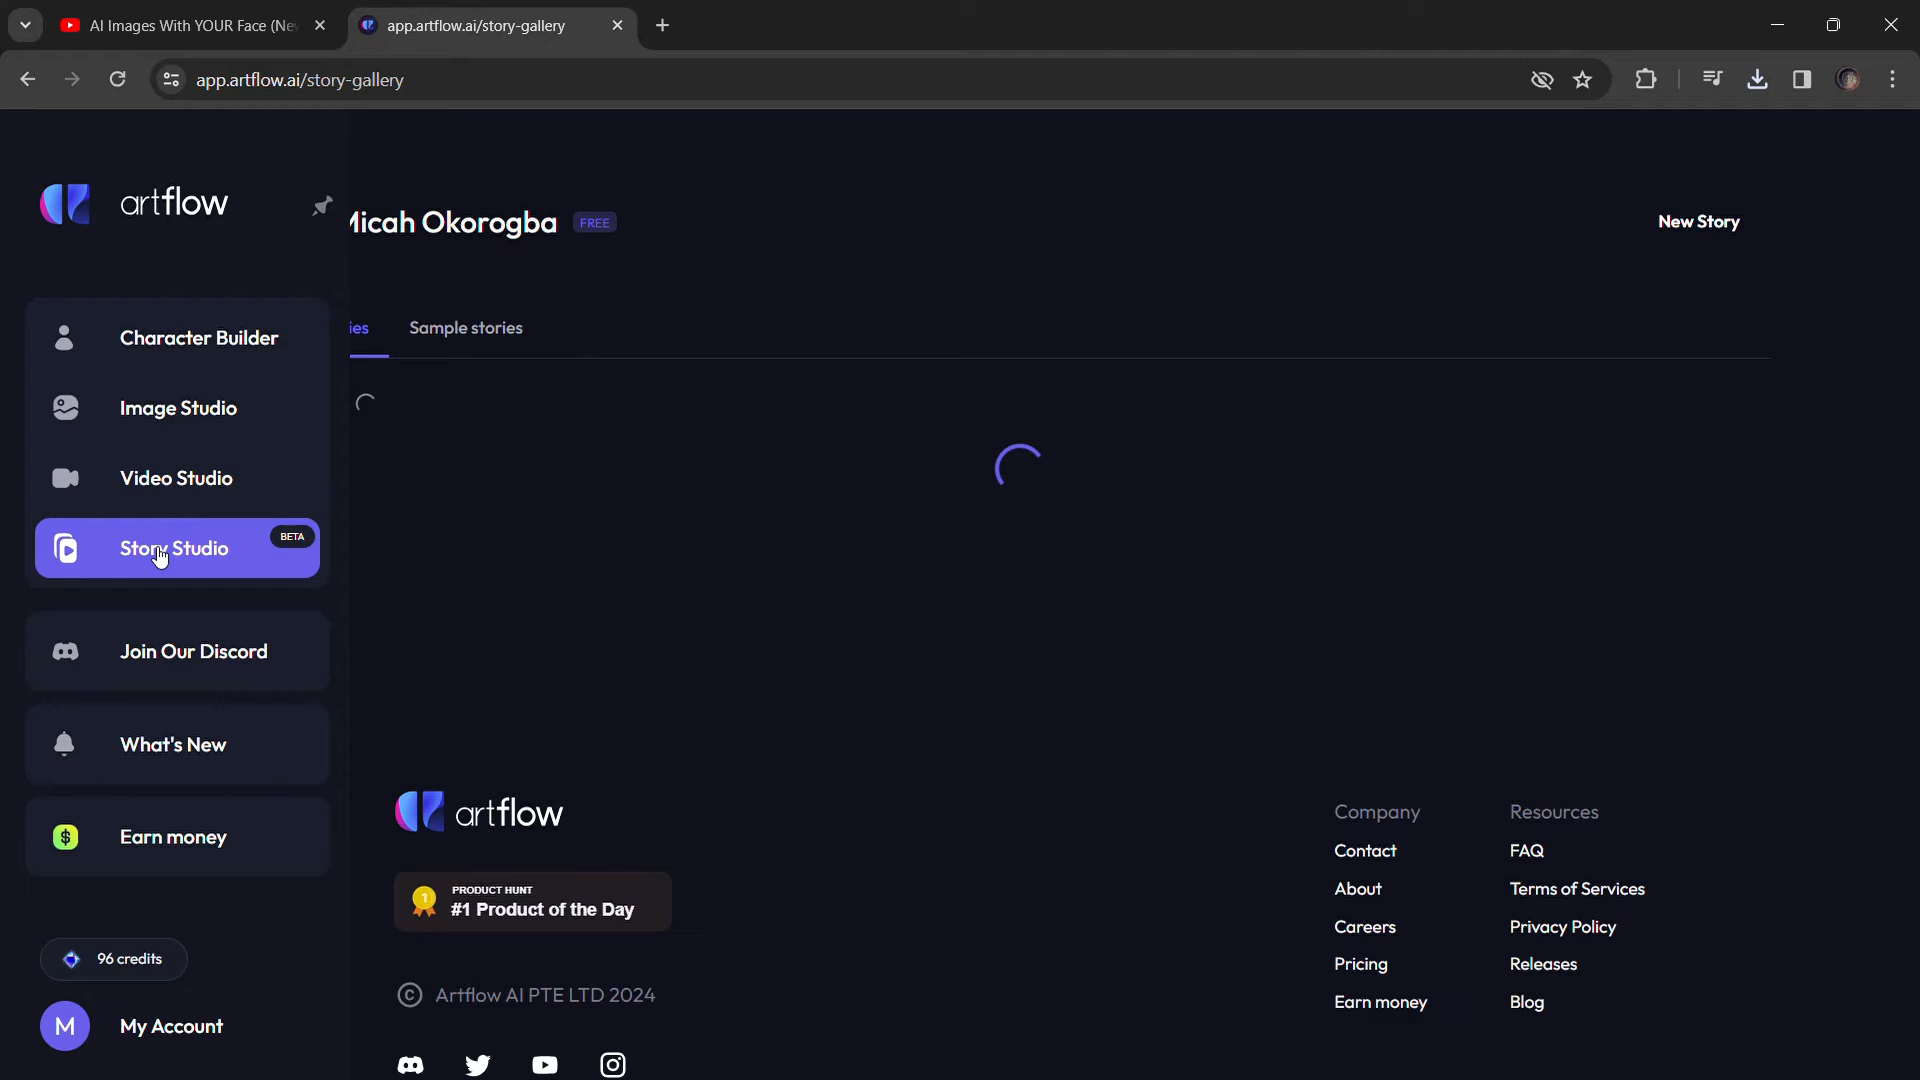 AI Images With YOUR Face (Ne
app.artflow.ai/story-gallery
app.artflow.ai/story-gallery
artflow
Micah Okorogba FREE
New Story
ies
Sample stories
Character Builder
Image Studio
Video Studio
Story Studio
BETA
Join Our Discord
What's New
Earn money
96 credits
M
My Account
artflow
PRODUCT HUNT
1
#1 Product of the Day
© Artflow AI PTE LTD 2024
Company
Contact
About
Careers
Pricing
Earn money
Resources
FAQ
Terms of Services
Privacy Policy
Releases
Blog